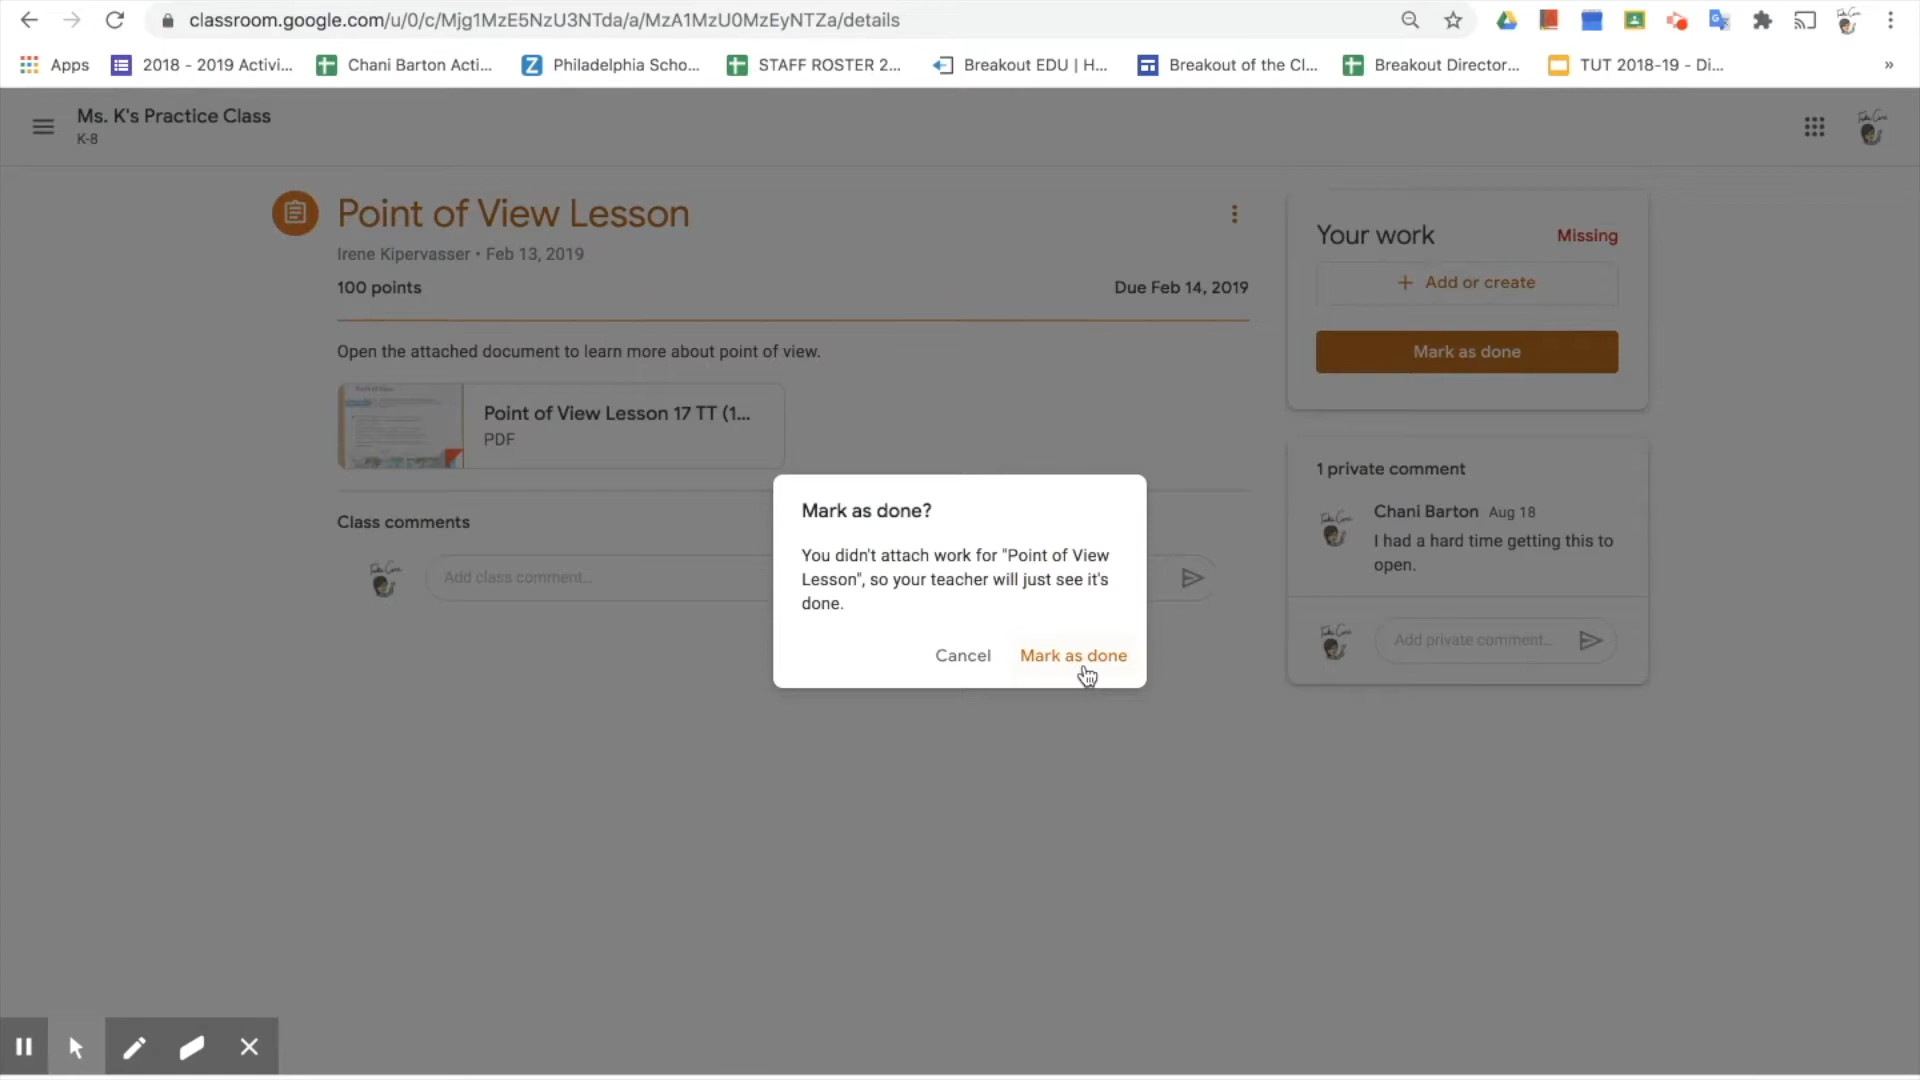 classroom.google.com/u/0/c/Mjg1MzE5NzU3NTda/a/MzA1MzU0MzEyNTZa/details
Apps 2018 - 2019 Activi... Chani Barton Acti... Philadelphia Scho... STAFF ROSTER 2... Breakout EDU | H... Breakout of the Cl... Breakout Director... TUT 2018-19 - Di... »
Ms. K's Practice Class
K-8
Point of View Lesson
Irene Kipervasser • Feb 13, 2019
100 points Due Feb 14, 2019
Open the attached document to learn more about point of view.
Point of View Lesson 17 TT (1...
PDF
Class comments
Add class comment...
Your work Missing
+ Add or create
Mark as done
1 private comment
Chani Barton Aug 18
I had a hard time getting this to
open.
Add private comment...
Mark as done?
You didn't attach work for "Point of View
Lesson", so your teacher will just see it's
done.
Cancel Mark as done